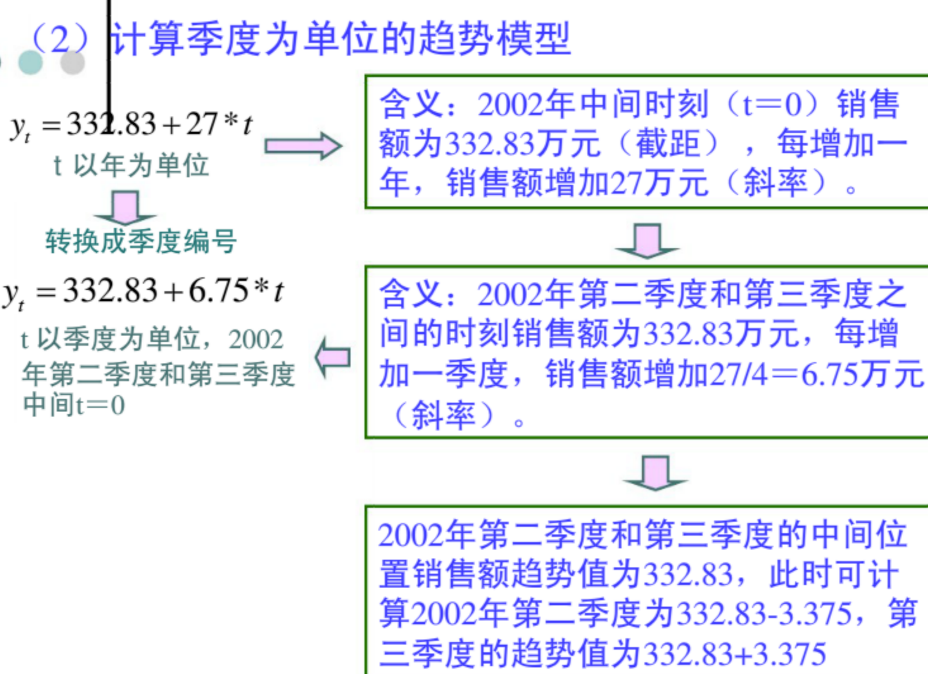 （2）计算季度为单位的趋势模型
y_t =332.83+27*t
t 以年为单位
转换成季度编号
y_t =332.83+6.75*t
t 以季度为单位，2002
年第二季度和第三季度
中间t＝0
含义：2002年中间时刻（t＝0）销售
额为332.83万元（截距），每增加一
年，销售额增加27万元（斜率）。
含义：2002年第二季度和第三季度之
间的时刻销售额为332.83万元，每增
加一季度，销售额增加27/4＝6.75万元
（斜率）。
2002年第二季度和第三季度的中间位
置销售额趋势值为332.83，此时可计
算2002年第二季度为332.83-3.375，第
三季度的趋势值为332.83+3.375